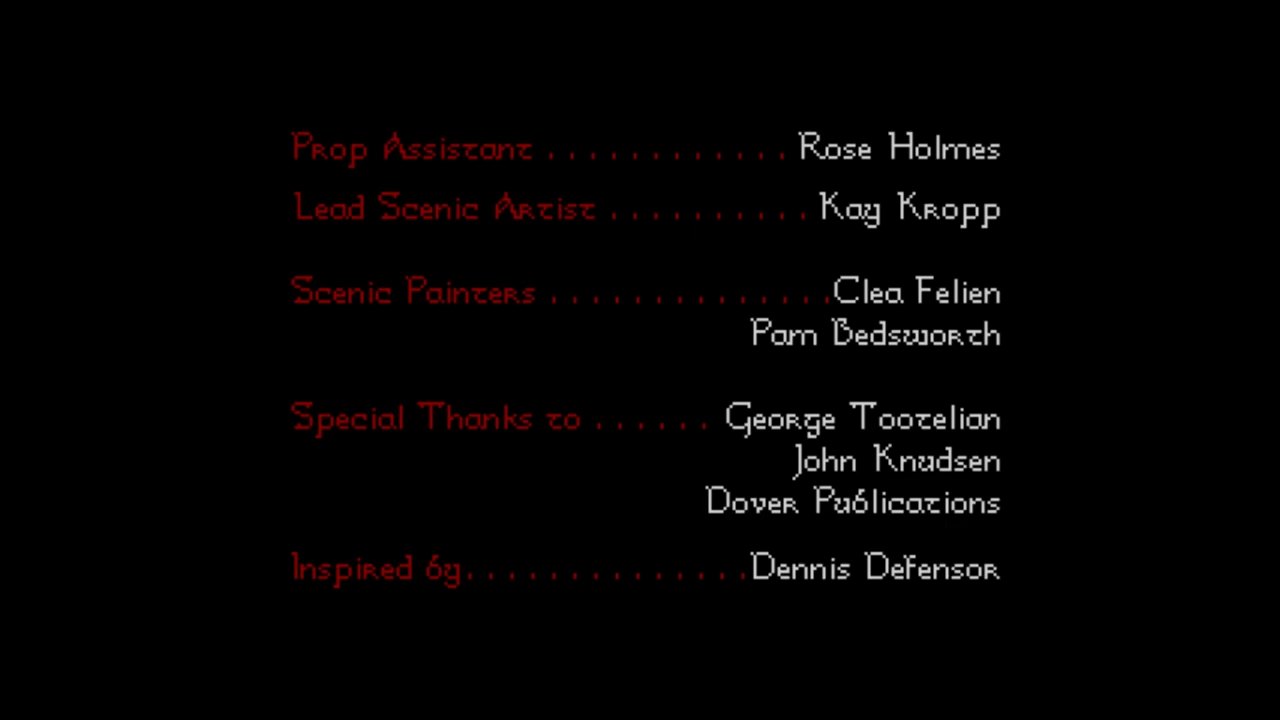 Prop Assistant . . . . . . . . . . . . Rose Holmes
Lead Scenic Artist . . . . . . . . . . Kay Kropp
Scenic Painters . . . . . . . . . . . . . . Clea Felien
Pam Bedsworth
Special Thanks to . . . . . . George Tootelian
John Knudsen
Dover Publications
Inspired by . . . . . . . . . . . . . . Dennis Defensor